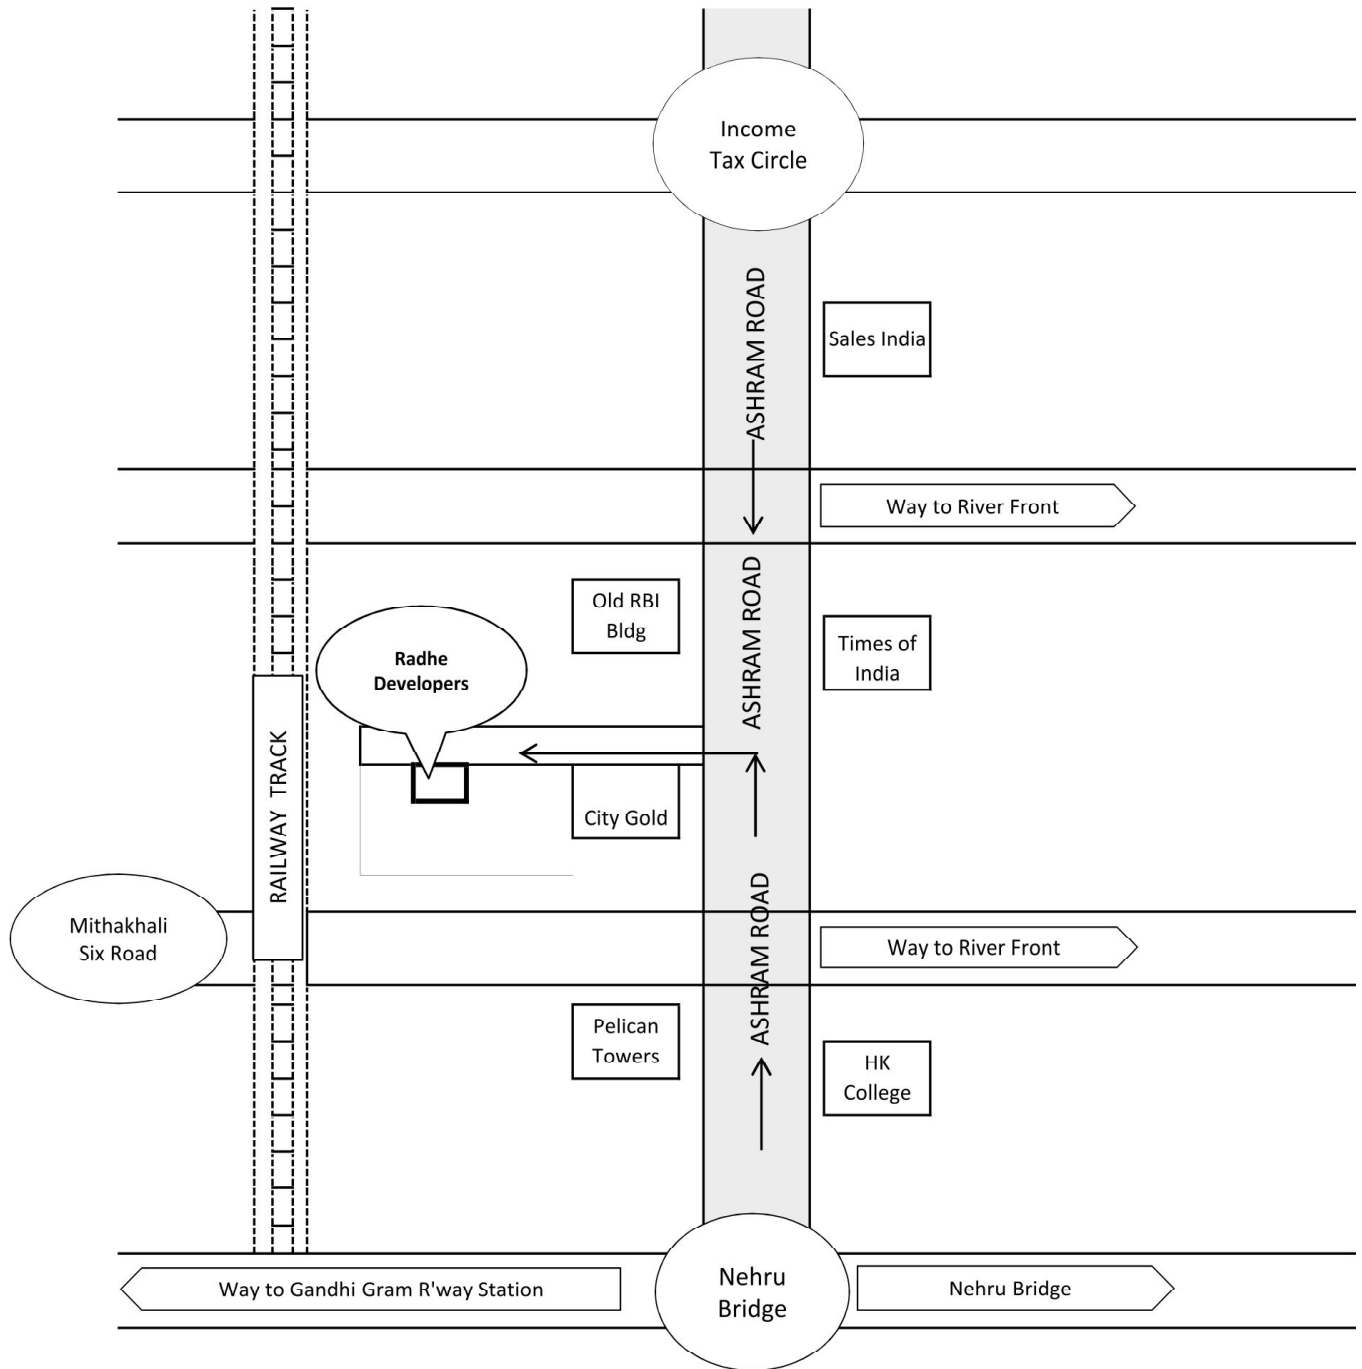 Income
Tax Circle
ASHRAM ROAD
Sales India
Way to River Front
Old RBI
Bldg
ASHRAM ROAD
Times of
India
Radhe
Developers
RAILWAY TRACK
City Gold
ASHRAM ROAD
Mithakhali
Six Road
Way to River Front
Pelican
Towers
HK
College
Way to Gandhi Gram R'way Station
Nehru
Bridge
Nehru Bridge